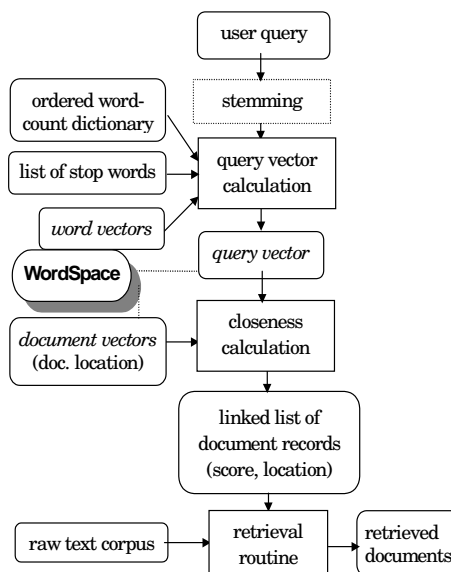 user query
stemming
ordered word-
count dictionary
list of stop words
query vector
calculation
word vectors
query vector
WordSpace
document vectors
(doc. location)
closeness
calculation
linked list of
document records
(score, location)
raw text corpus
retrieval
routine
retrieved
documents